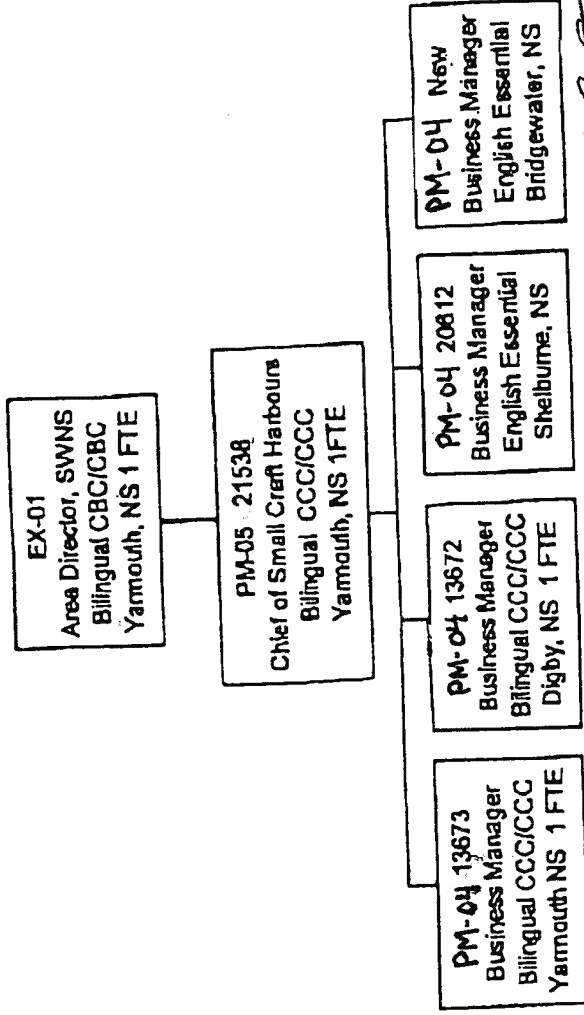 EX-01
Area Director, SWNS
Bilingual CBC/CBC
Yarmouth, NS 1 FTE
PM-05 21538
Chief of Small Craft Harbours
Bilingual CCC/CCC
Yarmouth, NS 1FTE
PM-04 13673
Business Manager
Bilingual CCC/CCC
Yarmouth NS 1 FTE
PM-04 13672
Business Manager
Bilingual CCC/CCC
Digby, NS 1 FTE
PM-04 20612
Business Manager
English Essential
Shelburne, NS
PM-04 New
Business Manager
English Essential
Bridgewater, NS